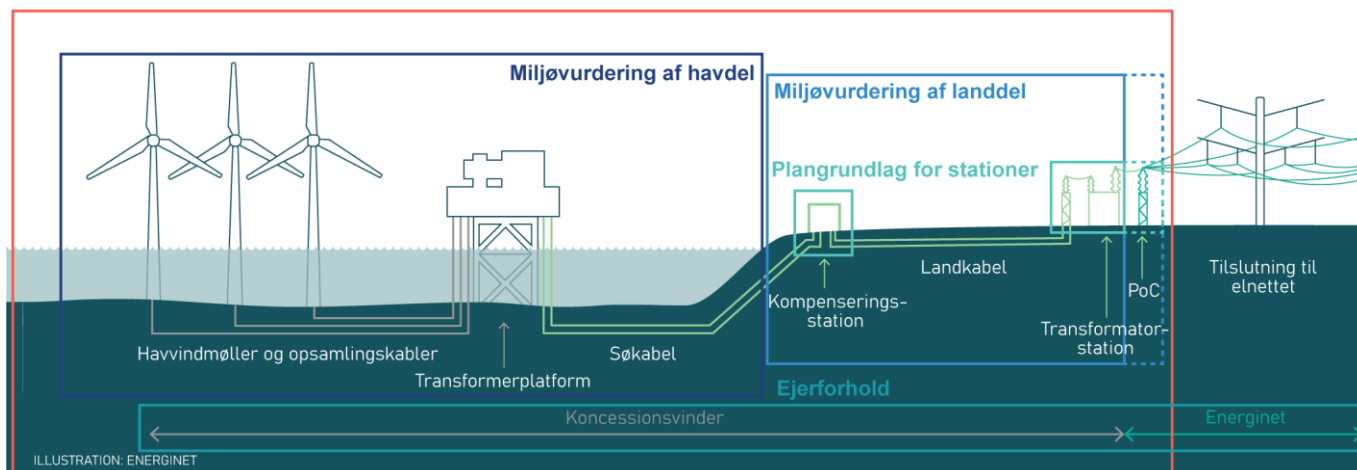 Miljøvurdering af havdel
Miljøvurdering af landdel
Plangrundlag for stationer
Havvindmøller og opsamlingskabler
Transformerplatform
Søkabel
Kompenserings-
station
Landkabel
PoC
Transformator-
station
Tilslutning til
elnettet
Ejerforhold
Koncessionsvinder
Energinet
ILLUSTRATION: ENERGINET